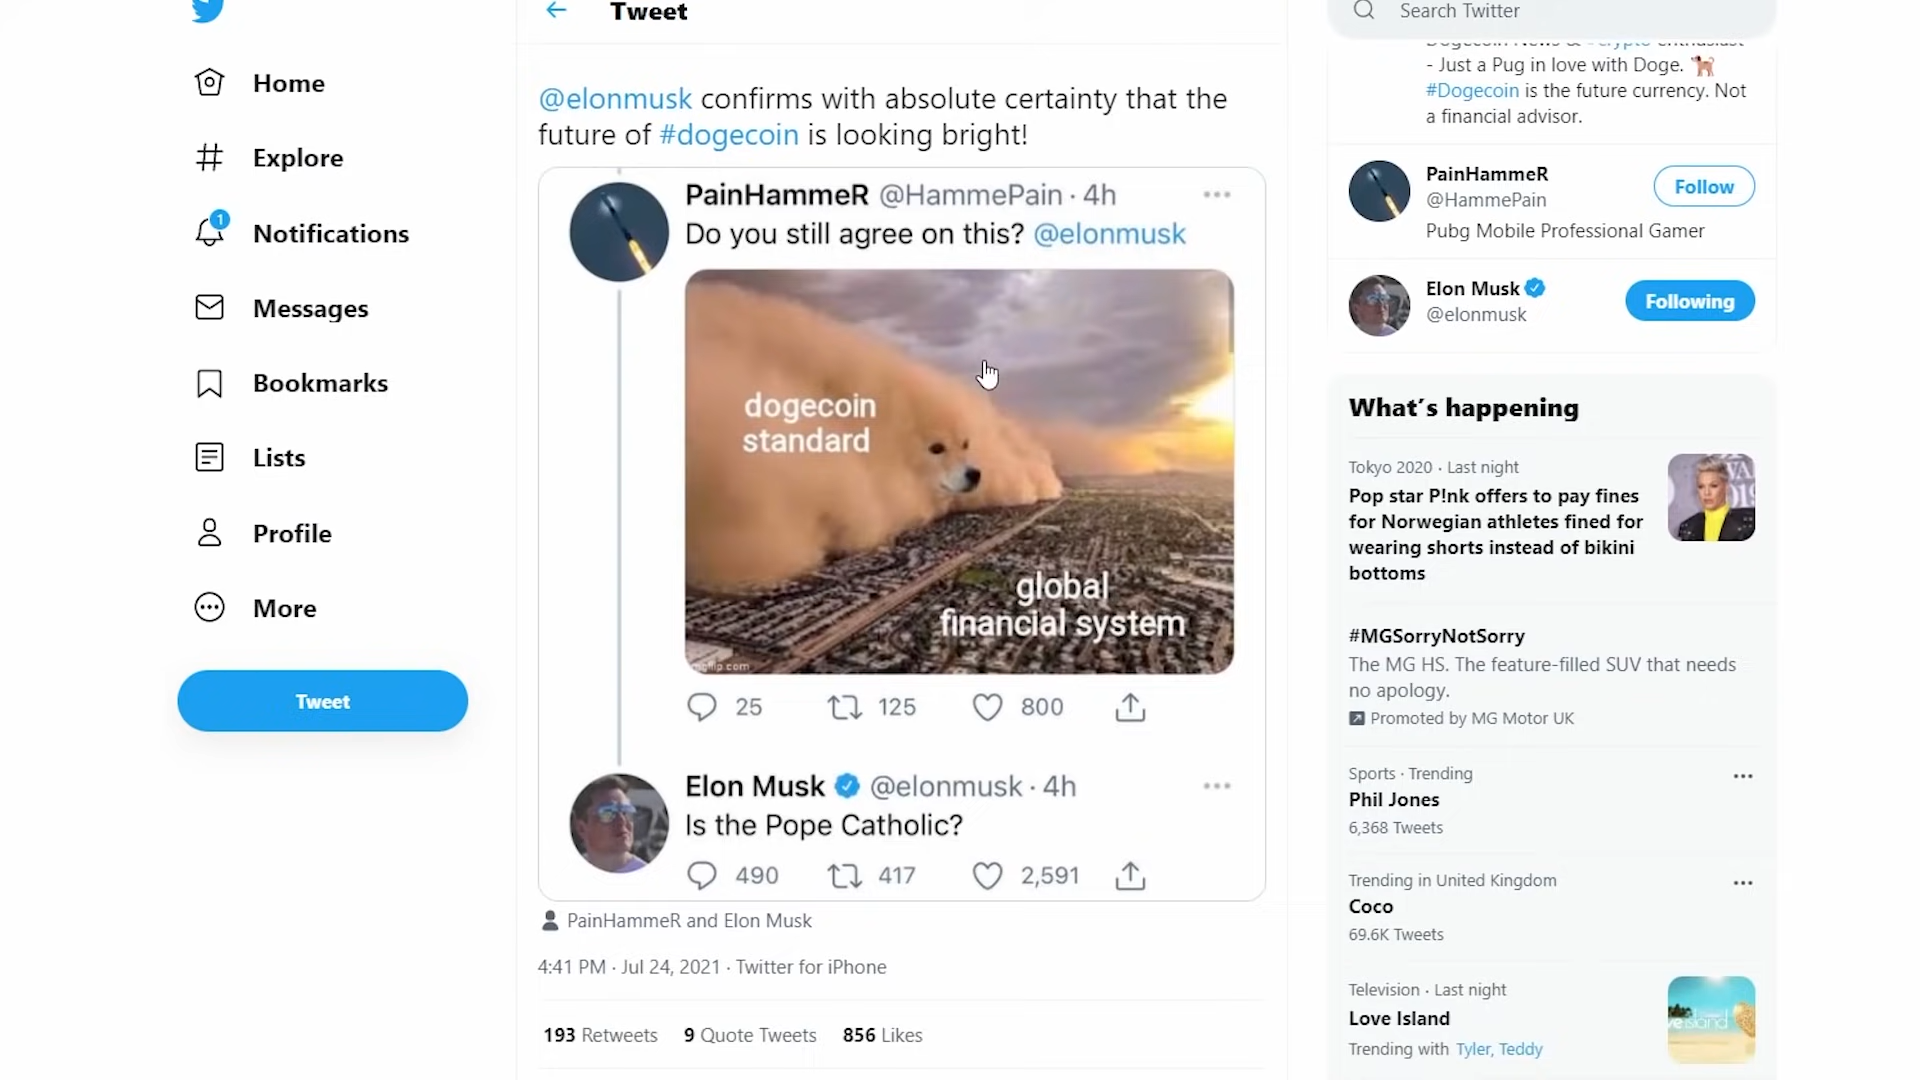 Tweet
Search Twitter
Home
Explore
1
Notifications
Messages
Bookmarks
Lists
Profile
More
Tweet
@elonmusk confirms with absolute certainty that the
future of #dogecoin is looking bright!
PainHammeR @HammePain · 4h
Do you still agree on this? @elonmusk
dogecoin
standard
global
financial system
25 125 800
Elon Musk @elonmusk · 4h
Is the Pope Catholic?
490 417 2,591
PainHammeR and Elon Musk
4:41 PM · Jul 24, 2021 · Twitter for iPhone
193 Retweets 9 Quote Tweets 856 Likes
Dogecoin News & #crypto enthusiast
- Just a Pug in love with Doge.
#Dogecoin is the future currency. Not
a financial advisor.
PainHammeR
@HammePain
Follow
Pubg Mobile Professional Gamer
Elon Musk
@elonmusk
Following
What's happening
Tokyo 2020 · Last night
Pop star P!nk offers to pay fines
for Norwegian athletes fined for
wearing shorts instead of bikini
bottoms
#MGSorryNotSorry
The MG HS. The feature-filled SUV that needs
no apology.
Promoted by MG Motor UK
Sports · Trending
Phil Jones
6,368 Tweets
Trending in United Kingdom
Coco
69.6K Tweets
Television · Last night
Love Island
Trending with Tyler, Teddy